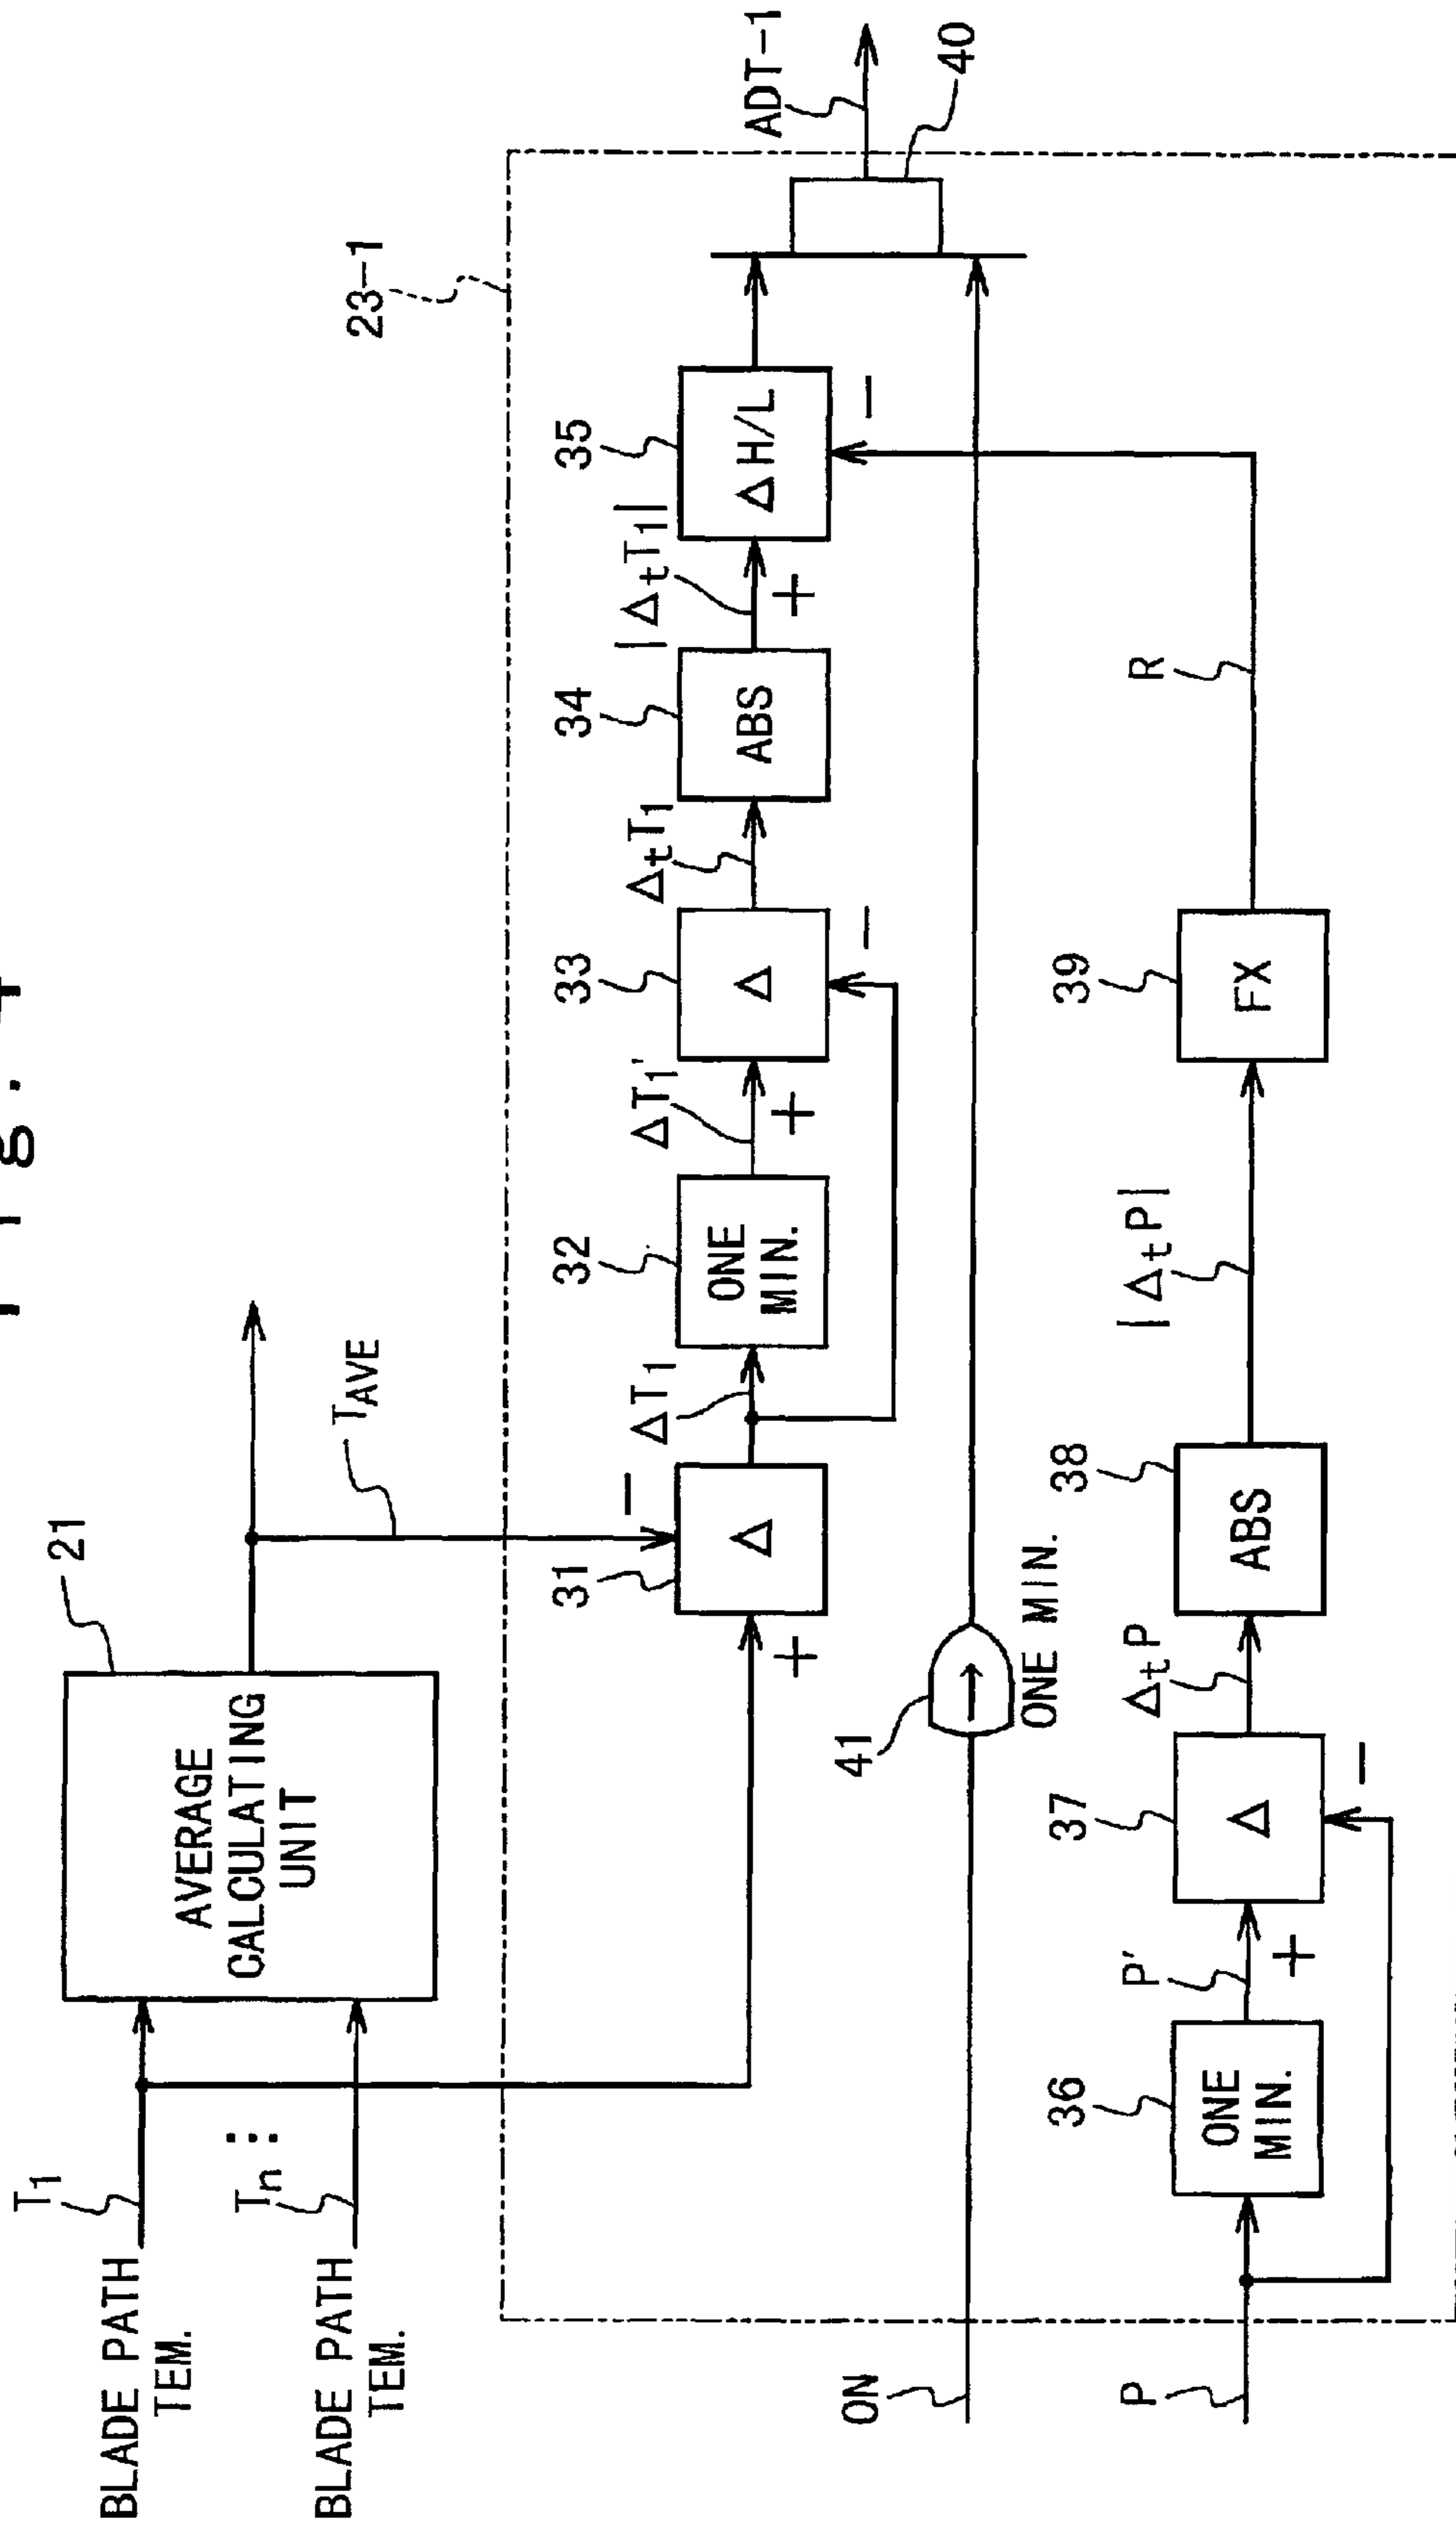 T1
BLADE PATH
TEM.
Tn
BLADE PATH
TEM.
21
AVERAGE
CALCULATING
UNIT
TAVE
23-1
31
Δ
+
−
ΔT1
32
ONE
MIN.
ΔT1'
+
33
Δ
−
ΔtT1
34
ABS
|ΔtT1|
+
35
ΔH/L
−
ADT-1
40
ON
41
ONE MIN.
P
36
ONE
MIN.
P'
+
37
Δ
−
ΔtP
38
ABS
|ΔtP|
39
FX
R